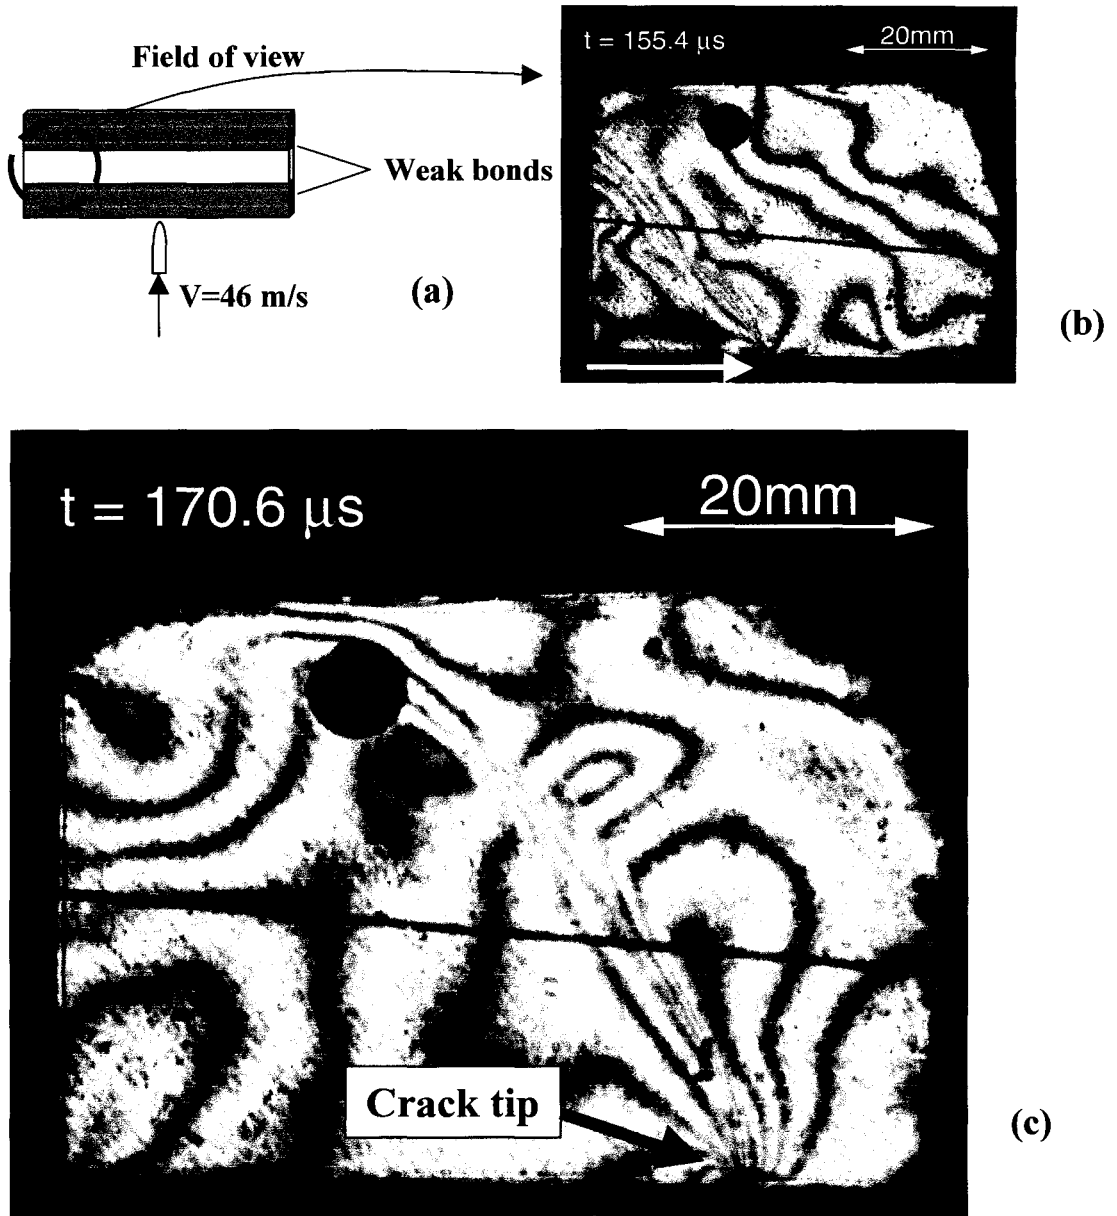 Field of view
Weak bonds
V=46 m/s
(a)
t = 155.4 μs
20mm
(b)
t = 170.6 μs
20mm
Crack tip
(c)